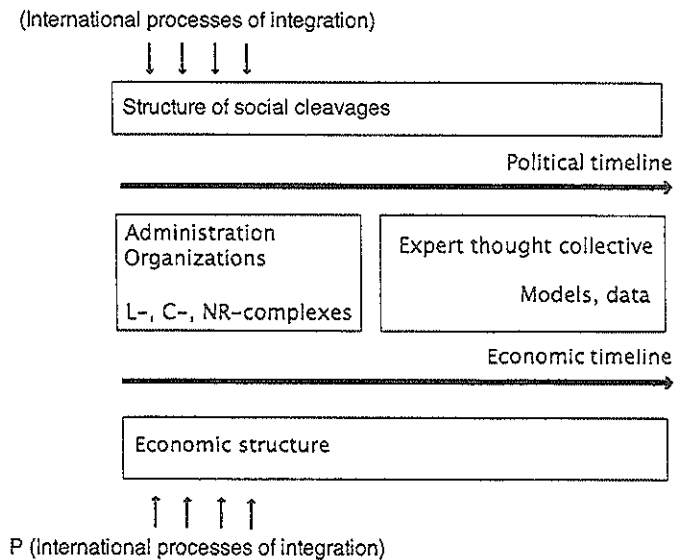 (International processes of integration)
Structure of social cleavages
Political timeline
Administration
Organizations
L-, C-, NR-complexes
Expert thought collective
Models, data
Economic timeline
Economic structure
P (International processes of integration)